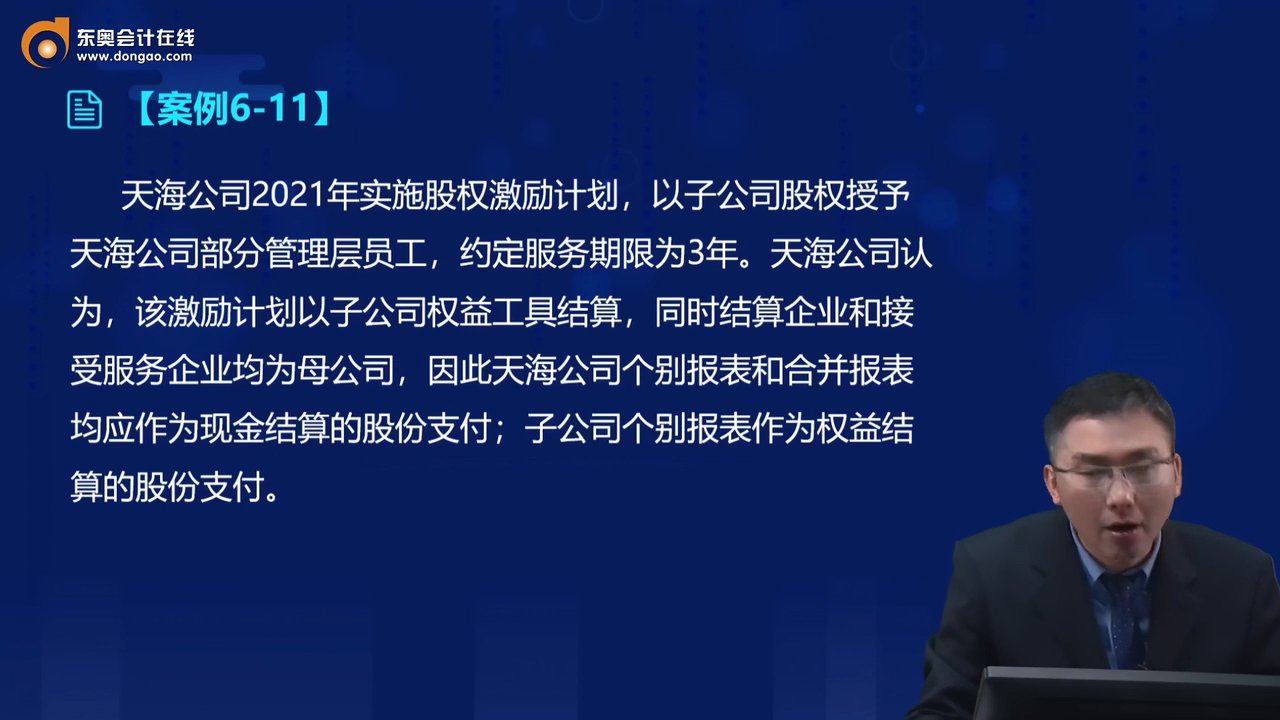 东奥会计在线
www.dongao.com
【案例6-11】
天海公司2021年实施股权激励计划，以子公司股权授予
天海公司部分管理层员工，约定服务期限为3年。天海公司认
为，该激励计划以子公司权益工具结算，同时结算企业和接
受服务企业均为母公司，因此天海公司个别报表和合并报表
均应作为现金结算的股份支付；子公司个别报表作为权益结
算的股份支付。